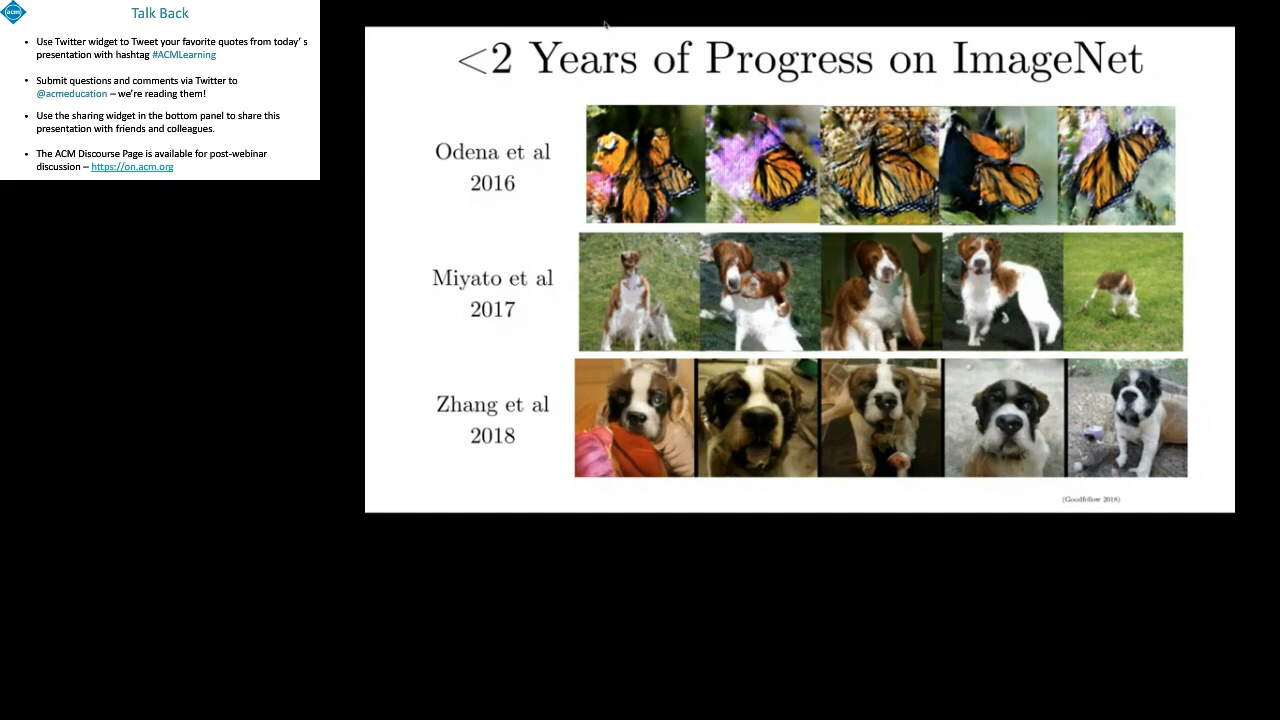 acm
Talk Back
• Use Twitter widget to Tweet your favorite quotes from today' s
presentation with hashtag #ACMLearning
• Submit questions and comments via Twitter to
@acmeducation – we're reading them!
• Use the sharing widget in the bottom panel to share this
presentation with friends and colleagues.
• The ACM Discourse Page is available for post-webinar
discussion – https://on.acm.org
<2 Years of Progress on ImageNet
Odena et al
2016
Miyato et al
2017
Zhang et al
2018
(Goodfellow 2018)